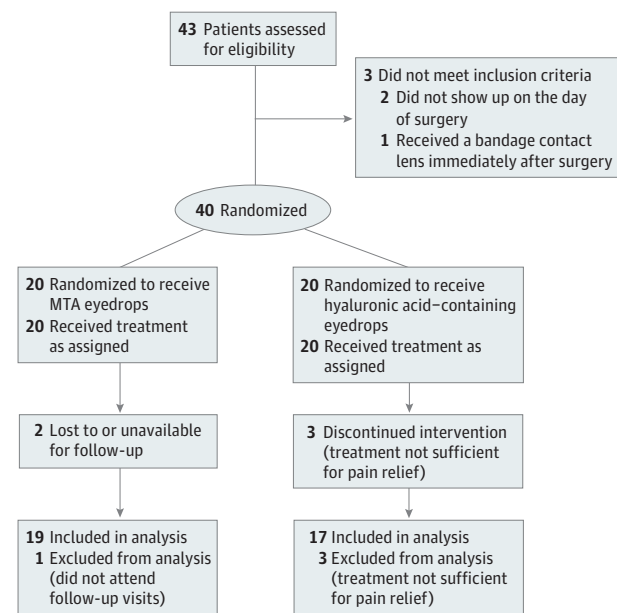 43 Patients assessed
for eligibility
3 Did not meet inclusion criteria
2 Did not show up on the day
of surgery
1 Received a bandage contact
lens immediately after surgery
40 Randomized
20 Randomized to receive
MTA eyedrops
20 Received treatment
as assigned
20 Randomized to receive
hyaluronic acid–containing
eyedrops
20 Received treatment as
assigned
2 Lost to or unavailable
for follow-up
3 Discontinued intervention
(treatment not sufficient
for pain relief)
19 Included in analysis
1 Excluded from analysis
(did not attend
follow-up visits)
17 Included in analysis
3 Excluded from analysis
(treatment not sufficient
for pain relief)